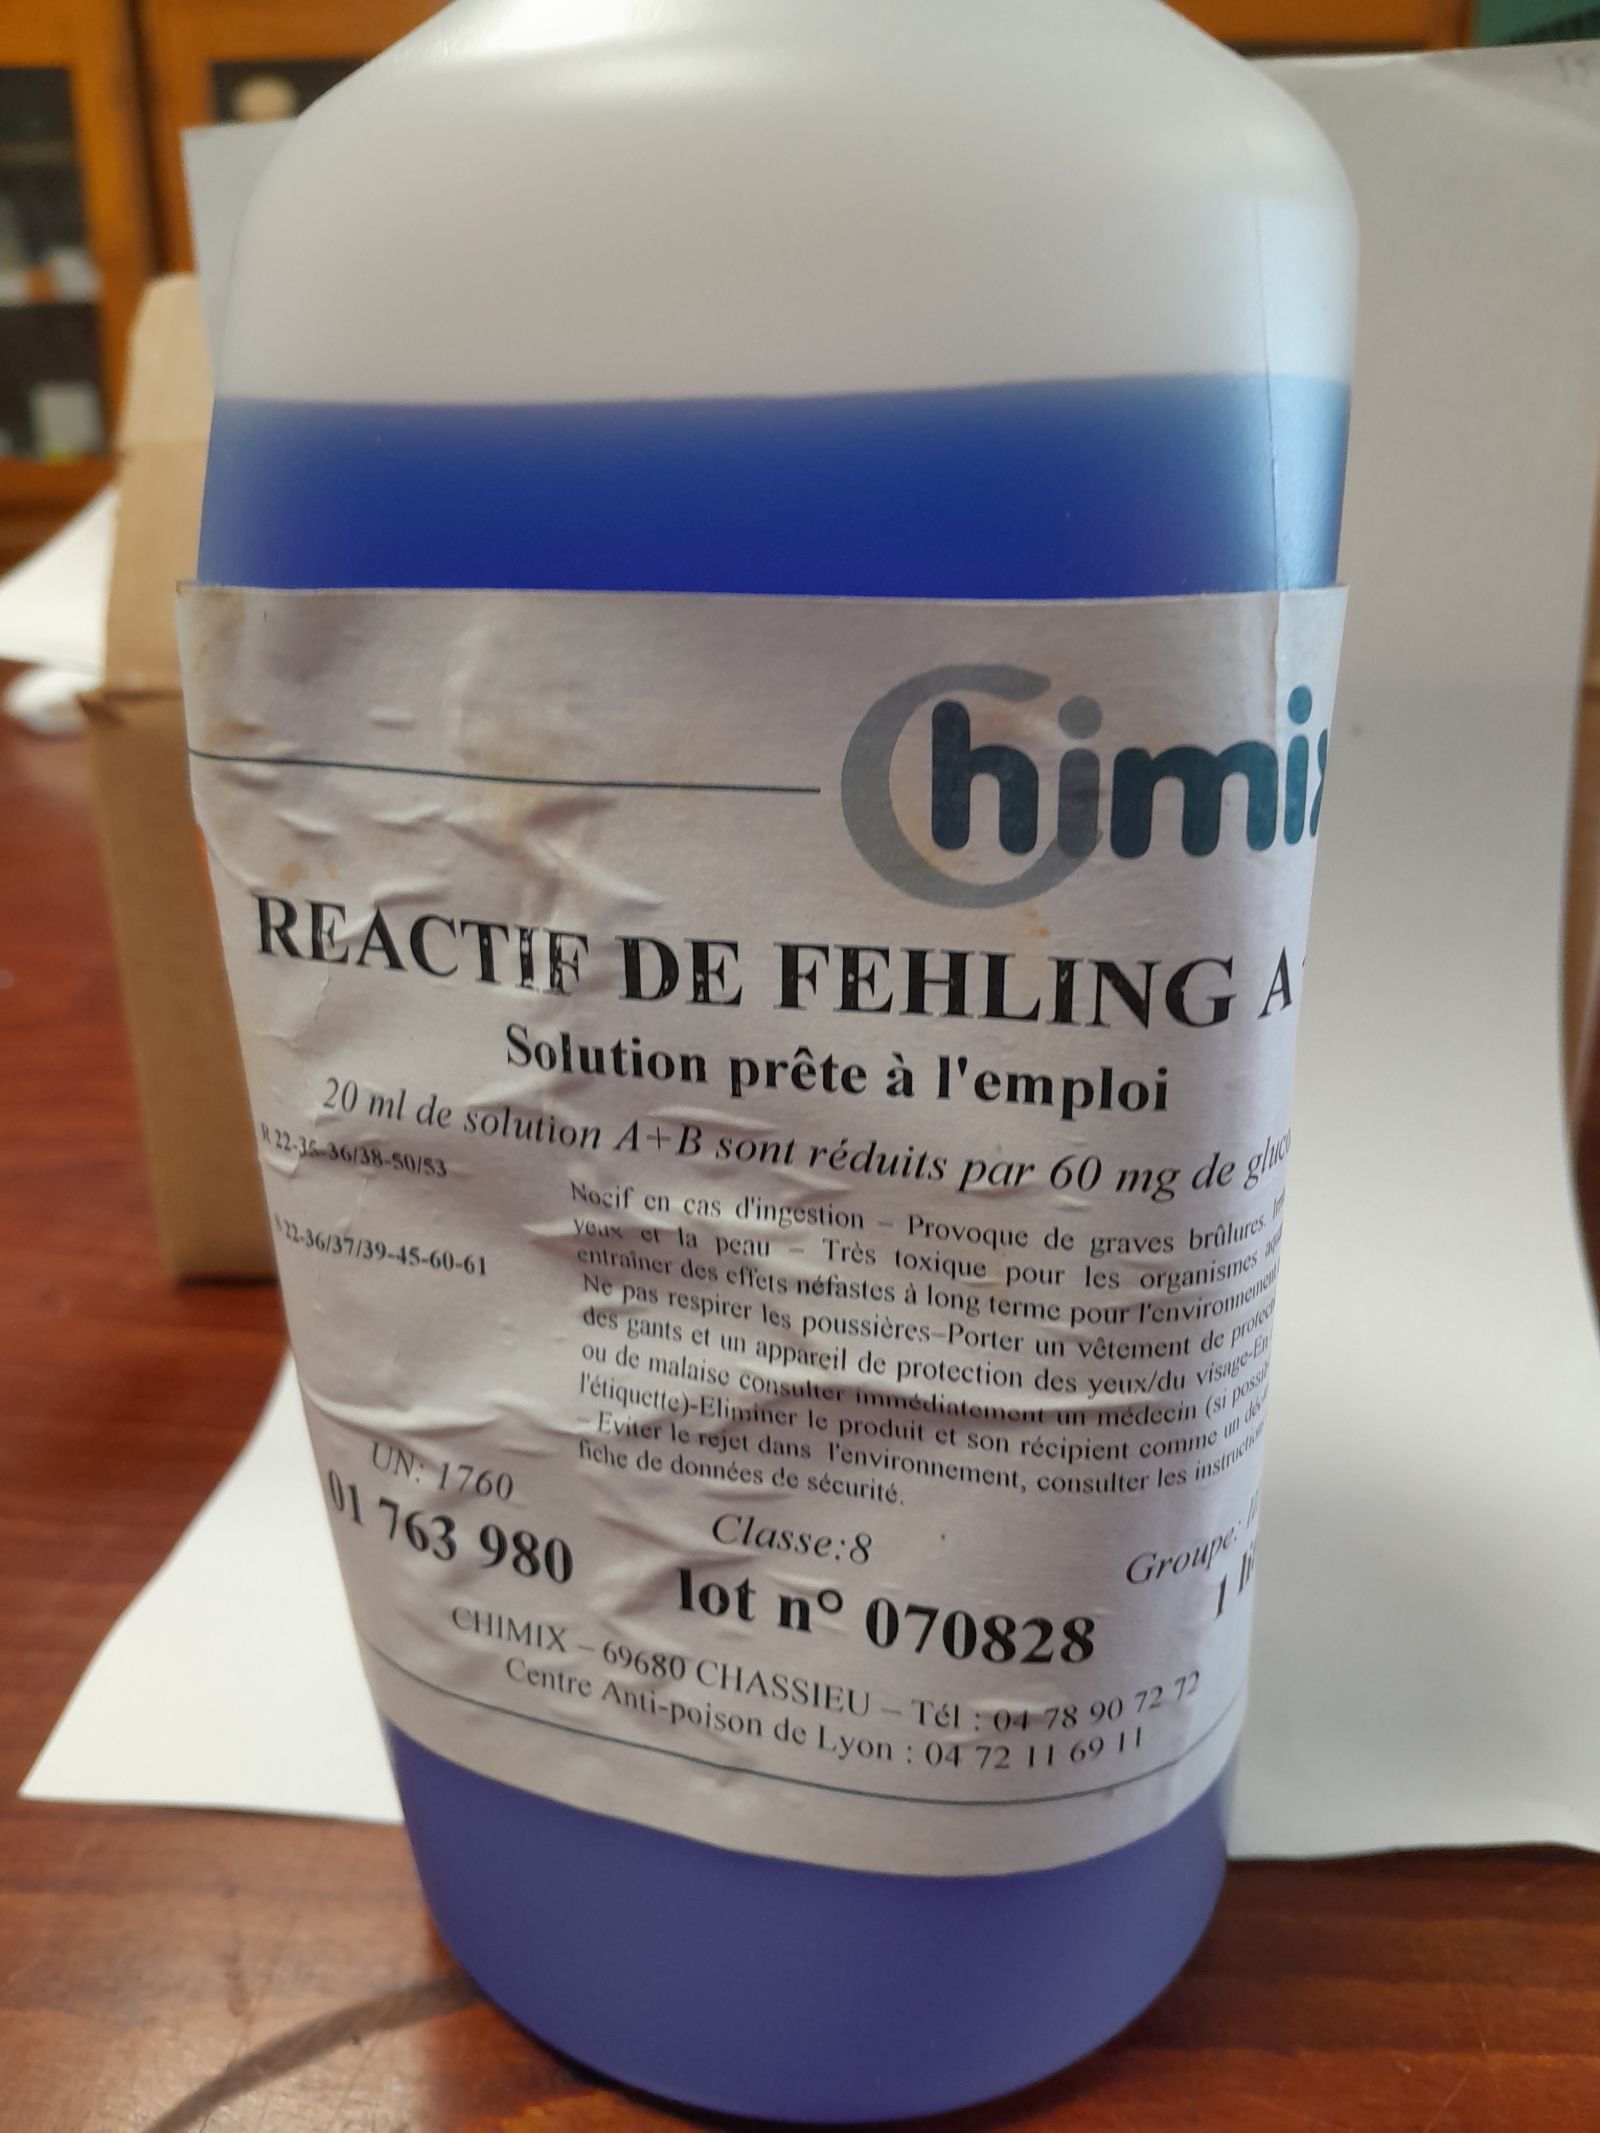 Chimix
REACTIF DE FEHLING A
Solution prête à l'emploi
20 ml de solution A+B sont réduits par 60 mg de
R 22-35-36/38-50/53
Nocif en cas d'ingestion – Provoque de graves brûlures.
yeux et la peau – Très toxique pour les organismes
S 22-36/37/39-45-60-61
entraîner des effets néfastes à long terme pour l'environnement
Ne pas respirer les poussières–Porter un vêtement de
des gants et un appareil de protection des yeux/du visage-En
ou de malaise consulter immédiatement un médecin (si
l'étiquette)-Eliminer le produit et son récipient comme un
– Eviter le rejet dans l'environnement, consulter les
fiche de données de sécurité.
UN: 1760
Classe:8
Groupe:
01 763 980
lot n° 070828
1
CHIMIX – 69680 CHASSIEU – Tél : 04 78 90 72 72
Centre Anti-poison de Lyon : 04 72 11 69 11